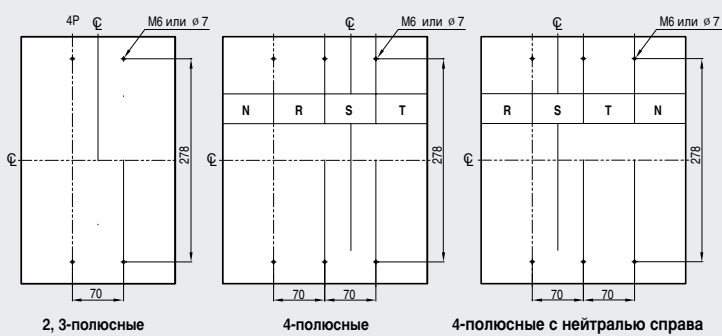 4P ℄ M6 или ø 7
℄
278
70
2, 3-полюсные
℄ M6 или ø 7
N R S T
℄
278
70 70
4-полюсные
℄ M6 или ø 7
R S T N
℄
278
70 70
4-полюсные с нейтралью справа